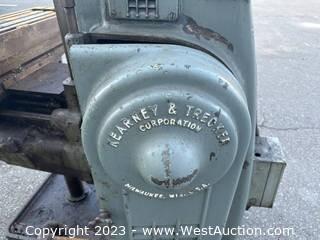 KEARNEY & TRECKER
CORPORATION
MILWAUKEE, WIS. U.S.A.
Copyright 2023 - www.WestAuction.com